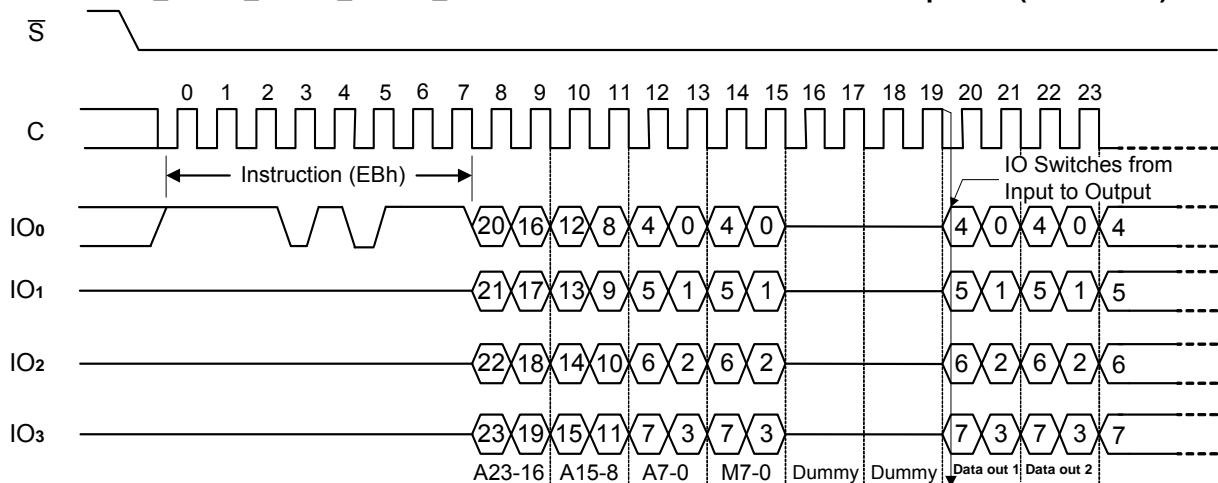 S
0 1 2 3 4 5 6 7 8 9 10 11 12 13 14 15 16 17 18 19 20 21 22 23
C
Instruction (EBh)
IO Switches from
Input to Output
IO0 20 16 12 8 4 0 4 0 4 0 4 0 4
IO1 21 17 13 9 5 1 5 1 5 1 5 1 5
IO2 22 18 14 10 6 2 6 2 6 2 6 2 6
IO3 23 19 15 11 7 3 7 3 7 3 7 3 7
A23-16 A15-8 A7-0 M7-0 Dummy Dummy Data out 1 Data out 2